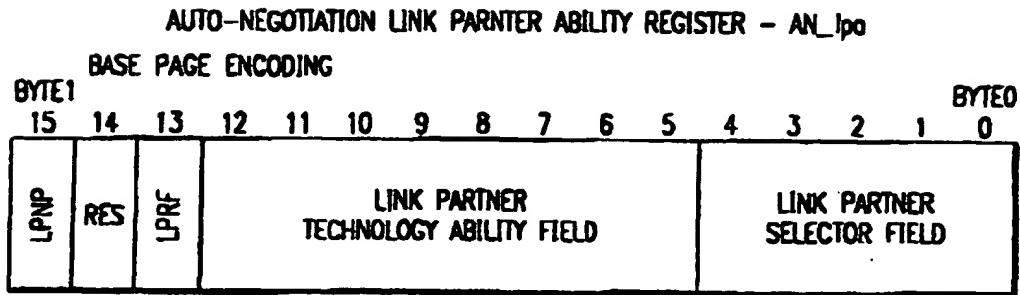 AUTO-NEGOTIATION LINK PARNTER ABILITY REGISTER - AN_lpa
BASE PAGE ENCODING
BYTE1 BYTE0
15 14 13 12 11 10 9 8 7 6 5 4 3 2 1 0
LPNP RES LPRF LINK PARTNER LINK PARTNER
TECHNOLOGY ABILITY FIELD SELECTOR FIELD